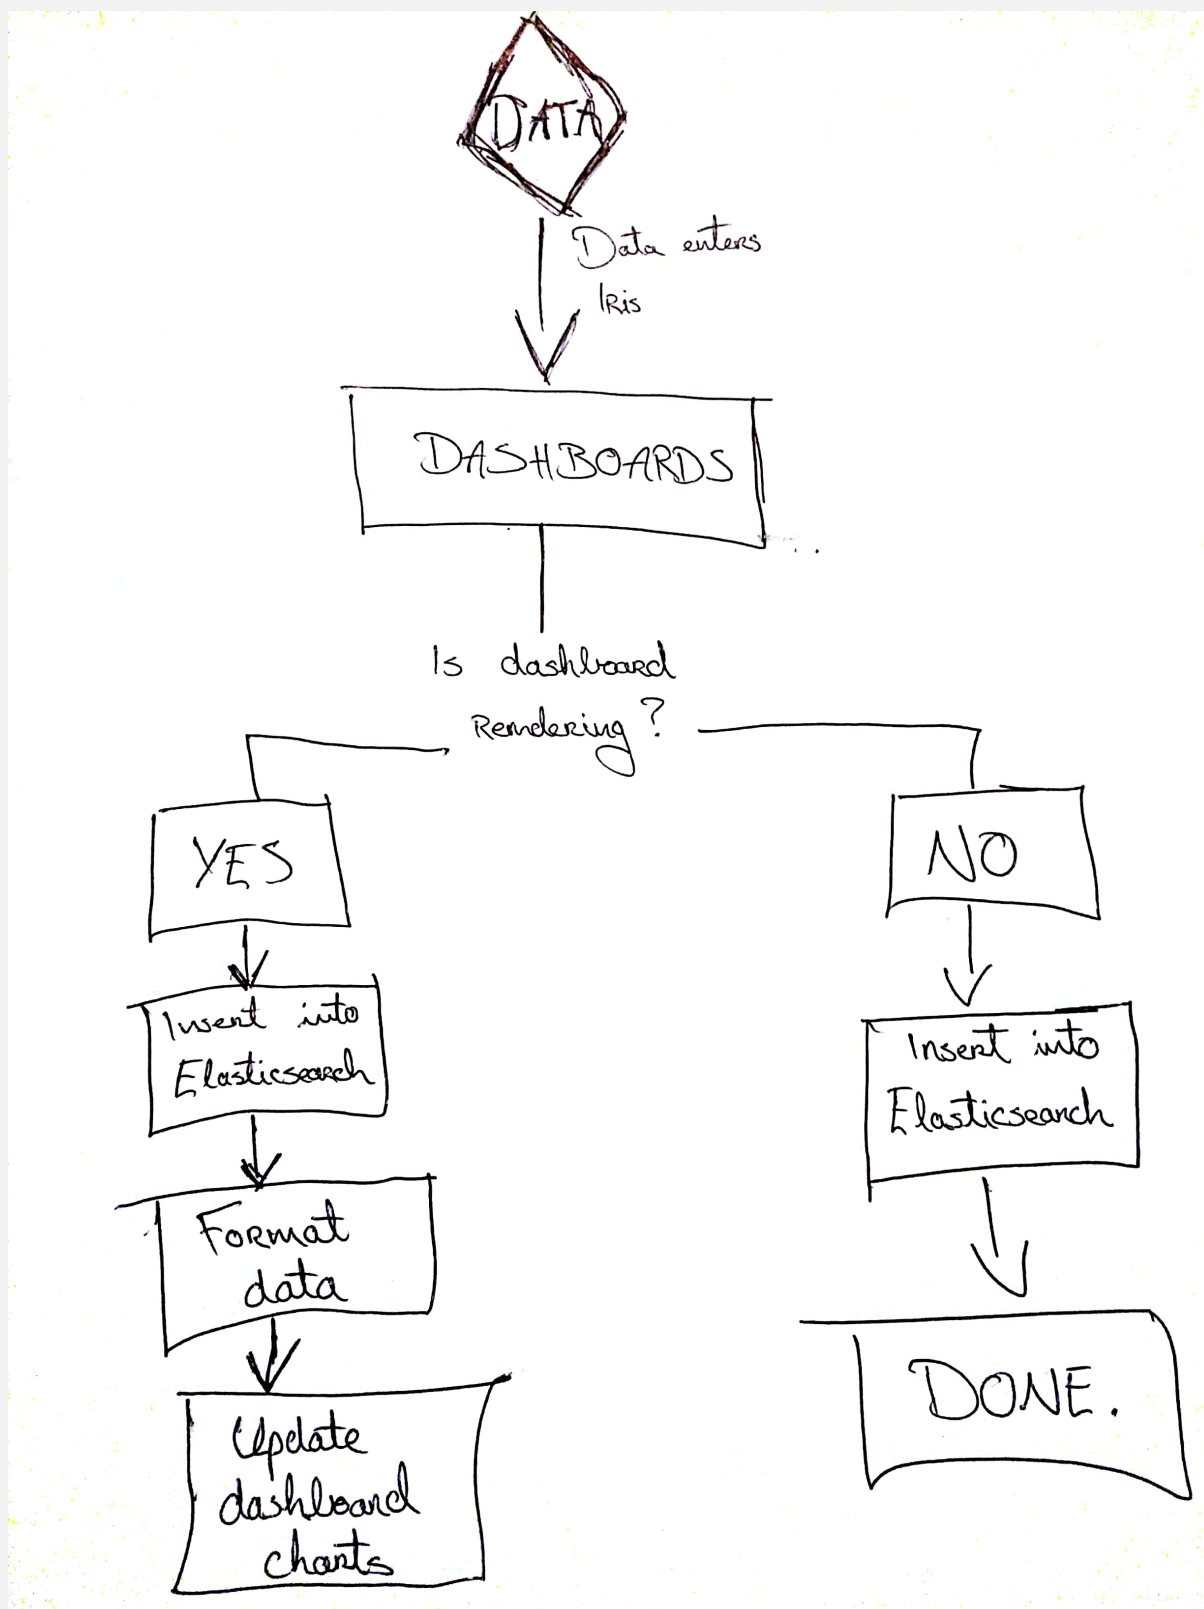 DATA
Data enters
Iris
DASHBOARDS
Is dashboard
Rendering?
YES
NO
Insert into
Elasticsearch
Insert into
Elasticsearch
Format
data
Update
dashboard
charts
DONE.